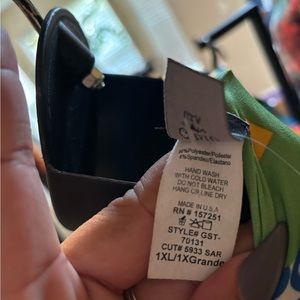 %Polyester/Poliester
%Spandex/Elastano
HAND WASH
WITH COLD WATER
DO NOT BLEACH
HANG OR LINE DRY
MADE IN U.S.A
RN # 157251
STYLE# GST-
70131
CUT# 5933 SAR
1XL/1XGrande